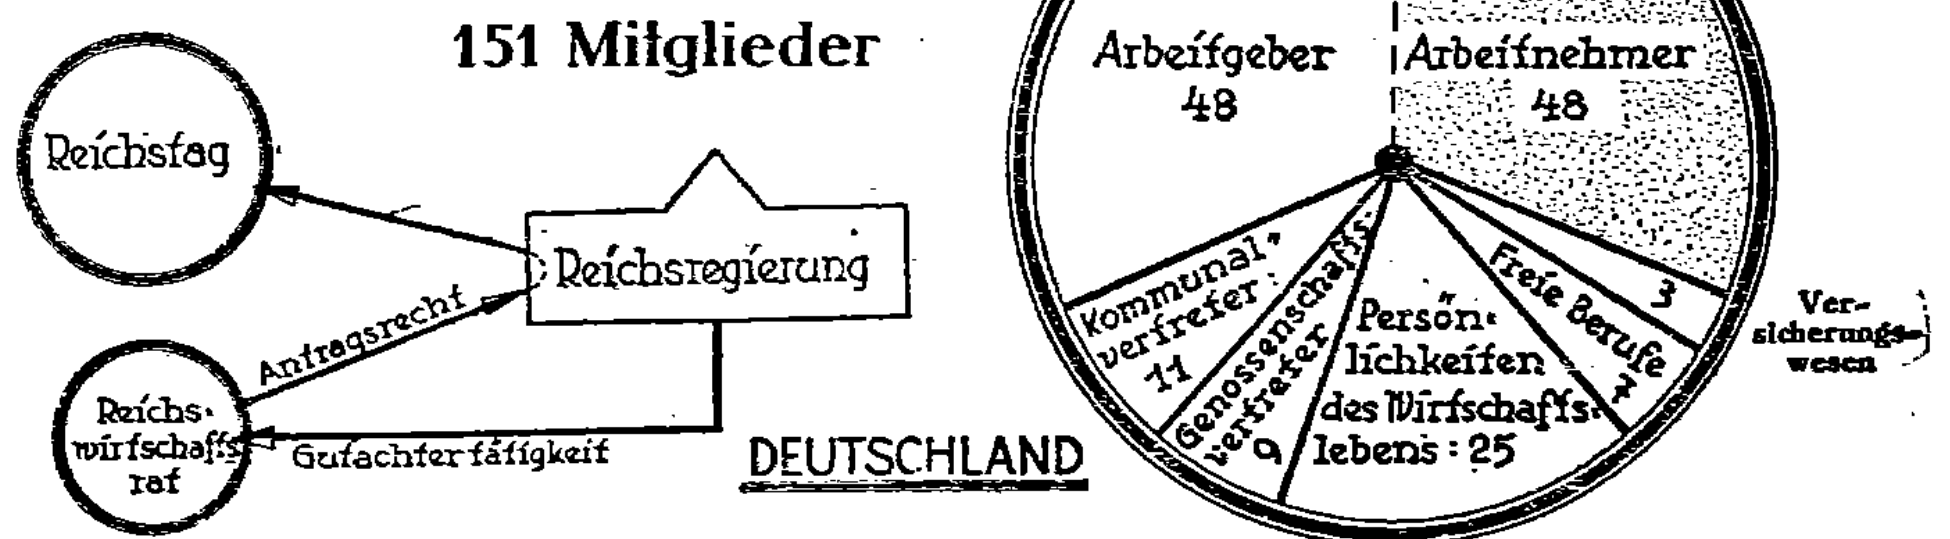 151 Mitglieder
Reichstag
Reichsregierung
Antragsrecht
Reichs-
wirtschafts
rat
Gutachtertätigkeit
DEUTSCHLAND
Arbeitgeber
48
Arbeitnehmer
48
Kommunal-
vertreter:
11
Genossenschafts-
vertreter
9
Persön-
lichkeiten
des Wirtschafts-
lebens: 25
Freie Berufe
7
3
Ver-
sicherungs-
wesen